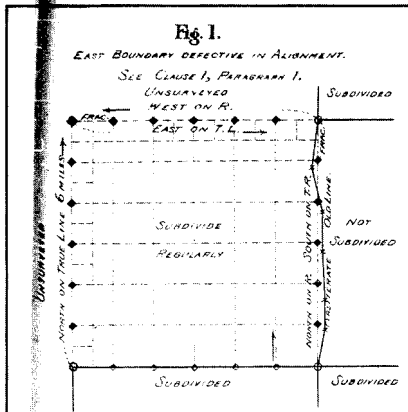 Fig. 1.
EAST BOUNDARY DEFECTIVE IN ALIGNMENT.
SEE CLAUSE 1, PARAGRAPH 1.
UNSURVEYED
WEST ON R.
SUBDIVIDED
FRAC.
EAST ON T.L.
FRAC.
UNSURVEYED
NORTH ON TRUE LINE 6 MILES
SUBDIVIDE
REGULARLY
NORTH ON R. SOUTH ON T.R.
OBLITERATE OLD LINE.
NOT
SUBDIVIDED
SUBDIVIDED
SUBDIVIDED